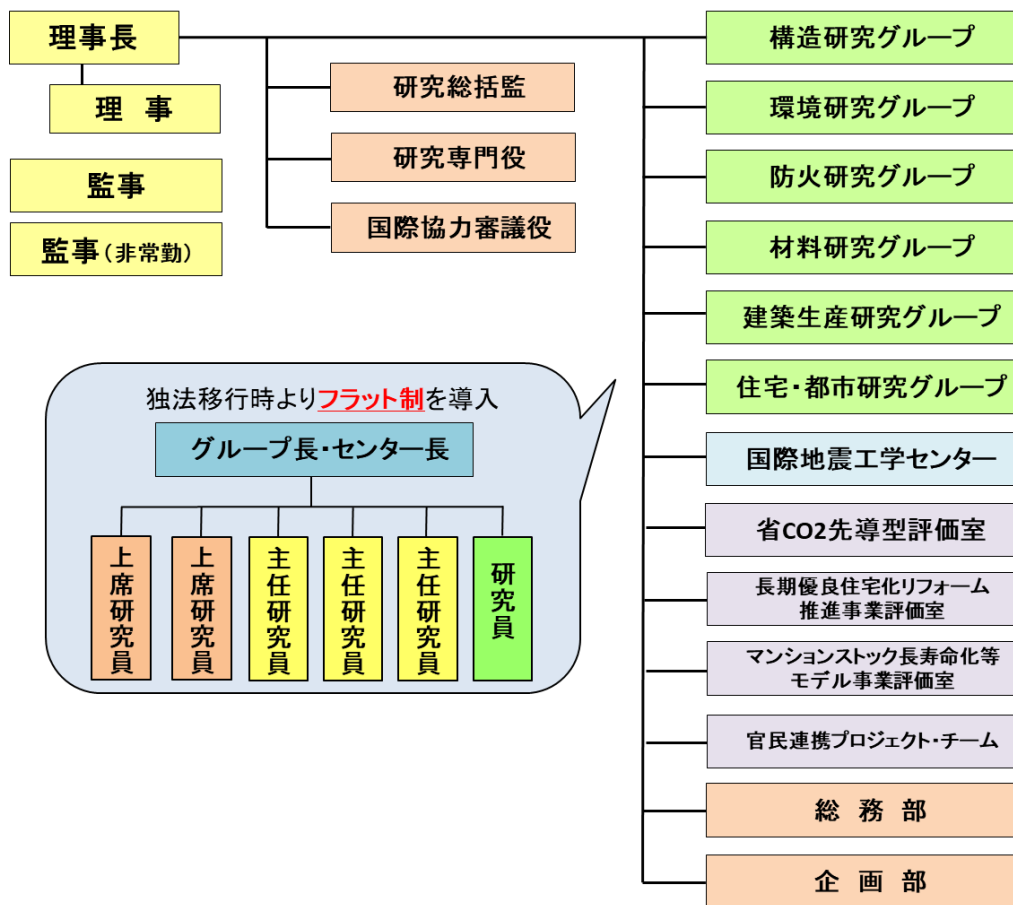 理事長
理 事
監事
監事(非常勤)
研究総括監
研究専門役
国際協力審議役
構造研究グループ
環境研究グループ
防火研究グループ
材料研究グループ
建築生産研究グループ
住宅・都市研究グループ
国際地震工学センター
省CO2先導型評価室
長期優良住宅化リフォーム
推進事業評価室
マンションストック長寿命化等
モデル事業評価室
官民連携プロジェクト・チーム
総 務 部
企 画 部
独法移行時よりフラット制を導入
グループ長・センター長
上席研究員
上席研究員
主任研究員
主任研究員
主任研究員
研究員